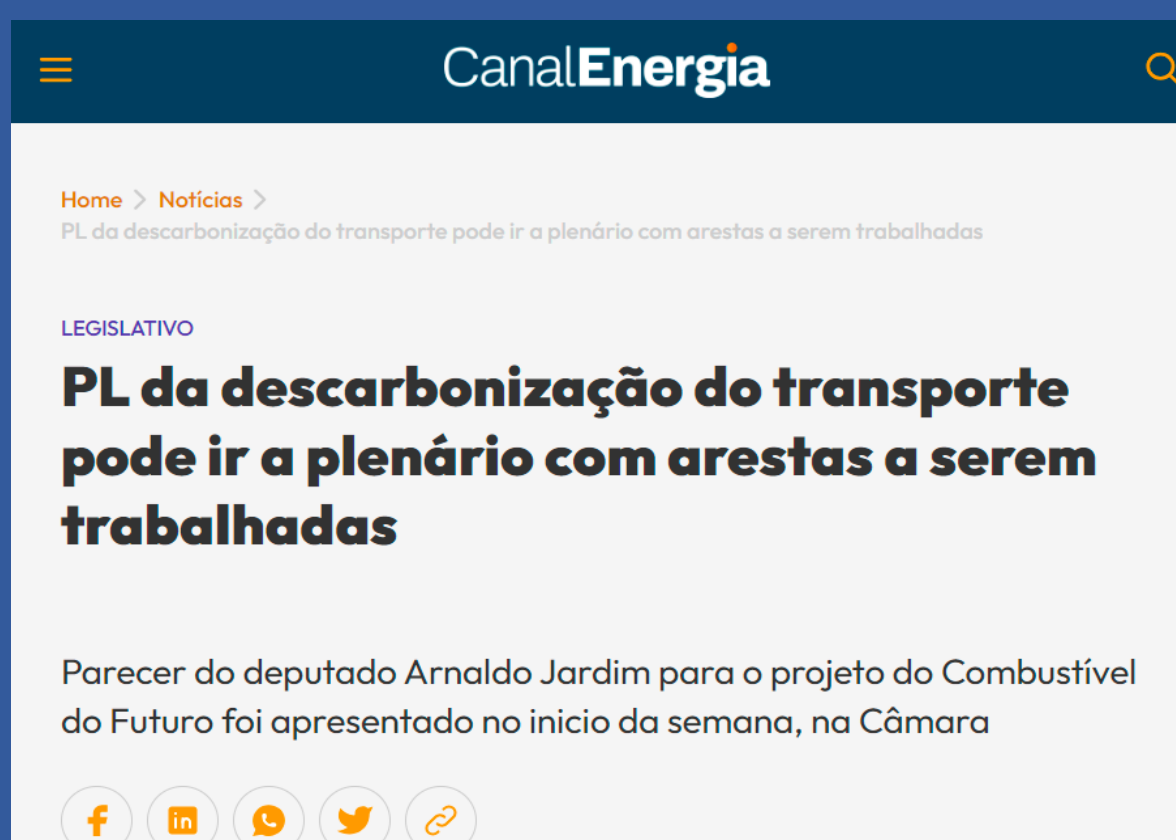 CanalEnergia
Home > Notícias >
PL da descarbonização do transporte pode ir a plenário com arestas a serem trabalhadas
LEGISLATIVO
PL da descarbonização do transporte
pode ir a plenário com arestas a serem
trabalhadas
Parecer do deputado Arnaldo Jardim para o projeto do Combustível
do Futuro foi apresentado no inicio da semana, na Câmara